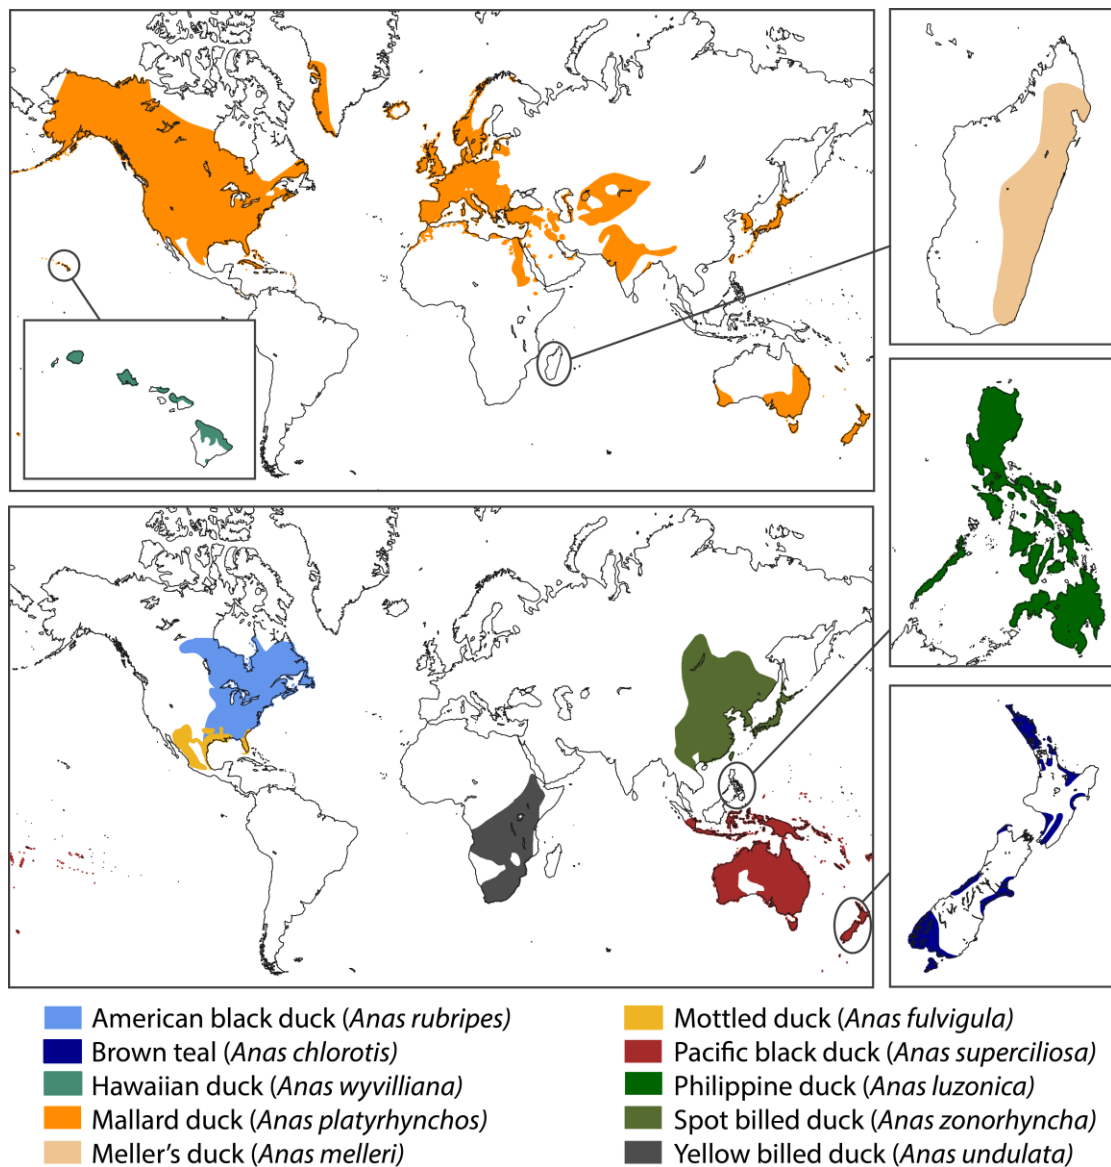 American black duck (Anas rubripes)
Brown teal (Anas chlorotis)
Hawaiian duck (Anas wyvilliana)
Mallard duck (Anas platyrhynchos)
Meller's duck (Anas melleri)
Mottled duck (Anas fulvigula)
Pacific black duck (Anas superciliosa)
Philippine duck (Anas luzonica)
Spot billed duck (Anas zonorhyncha)
Yellow billed duck (Anas undulata)